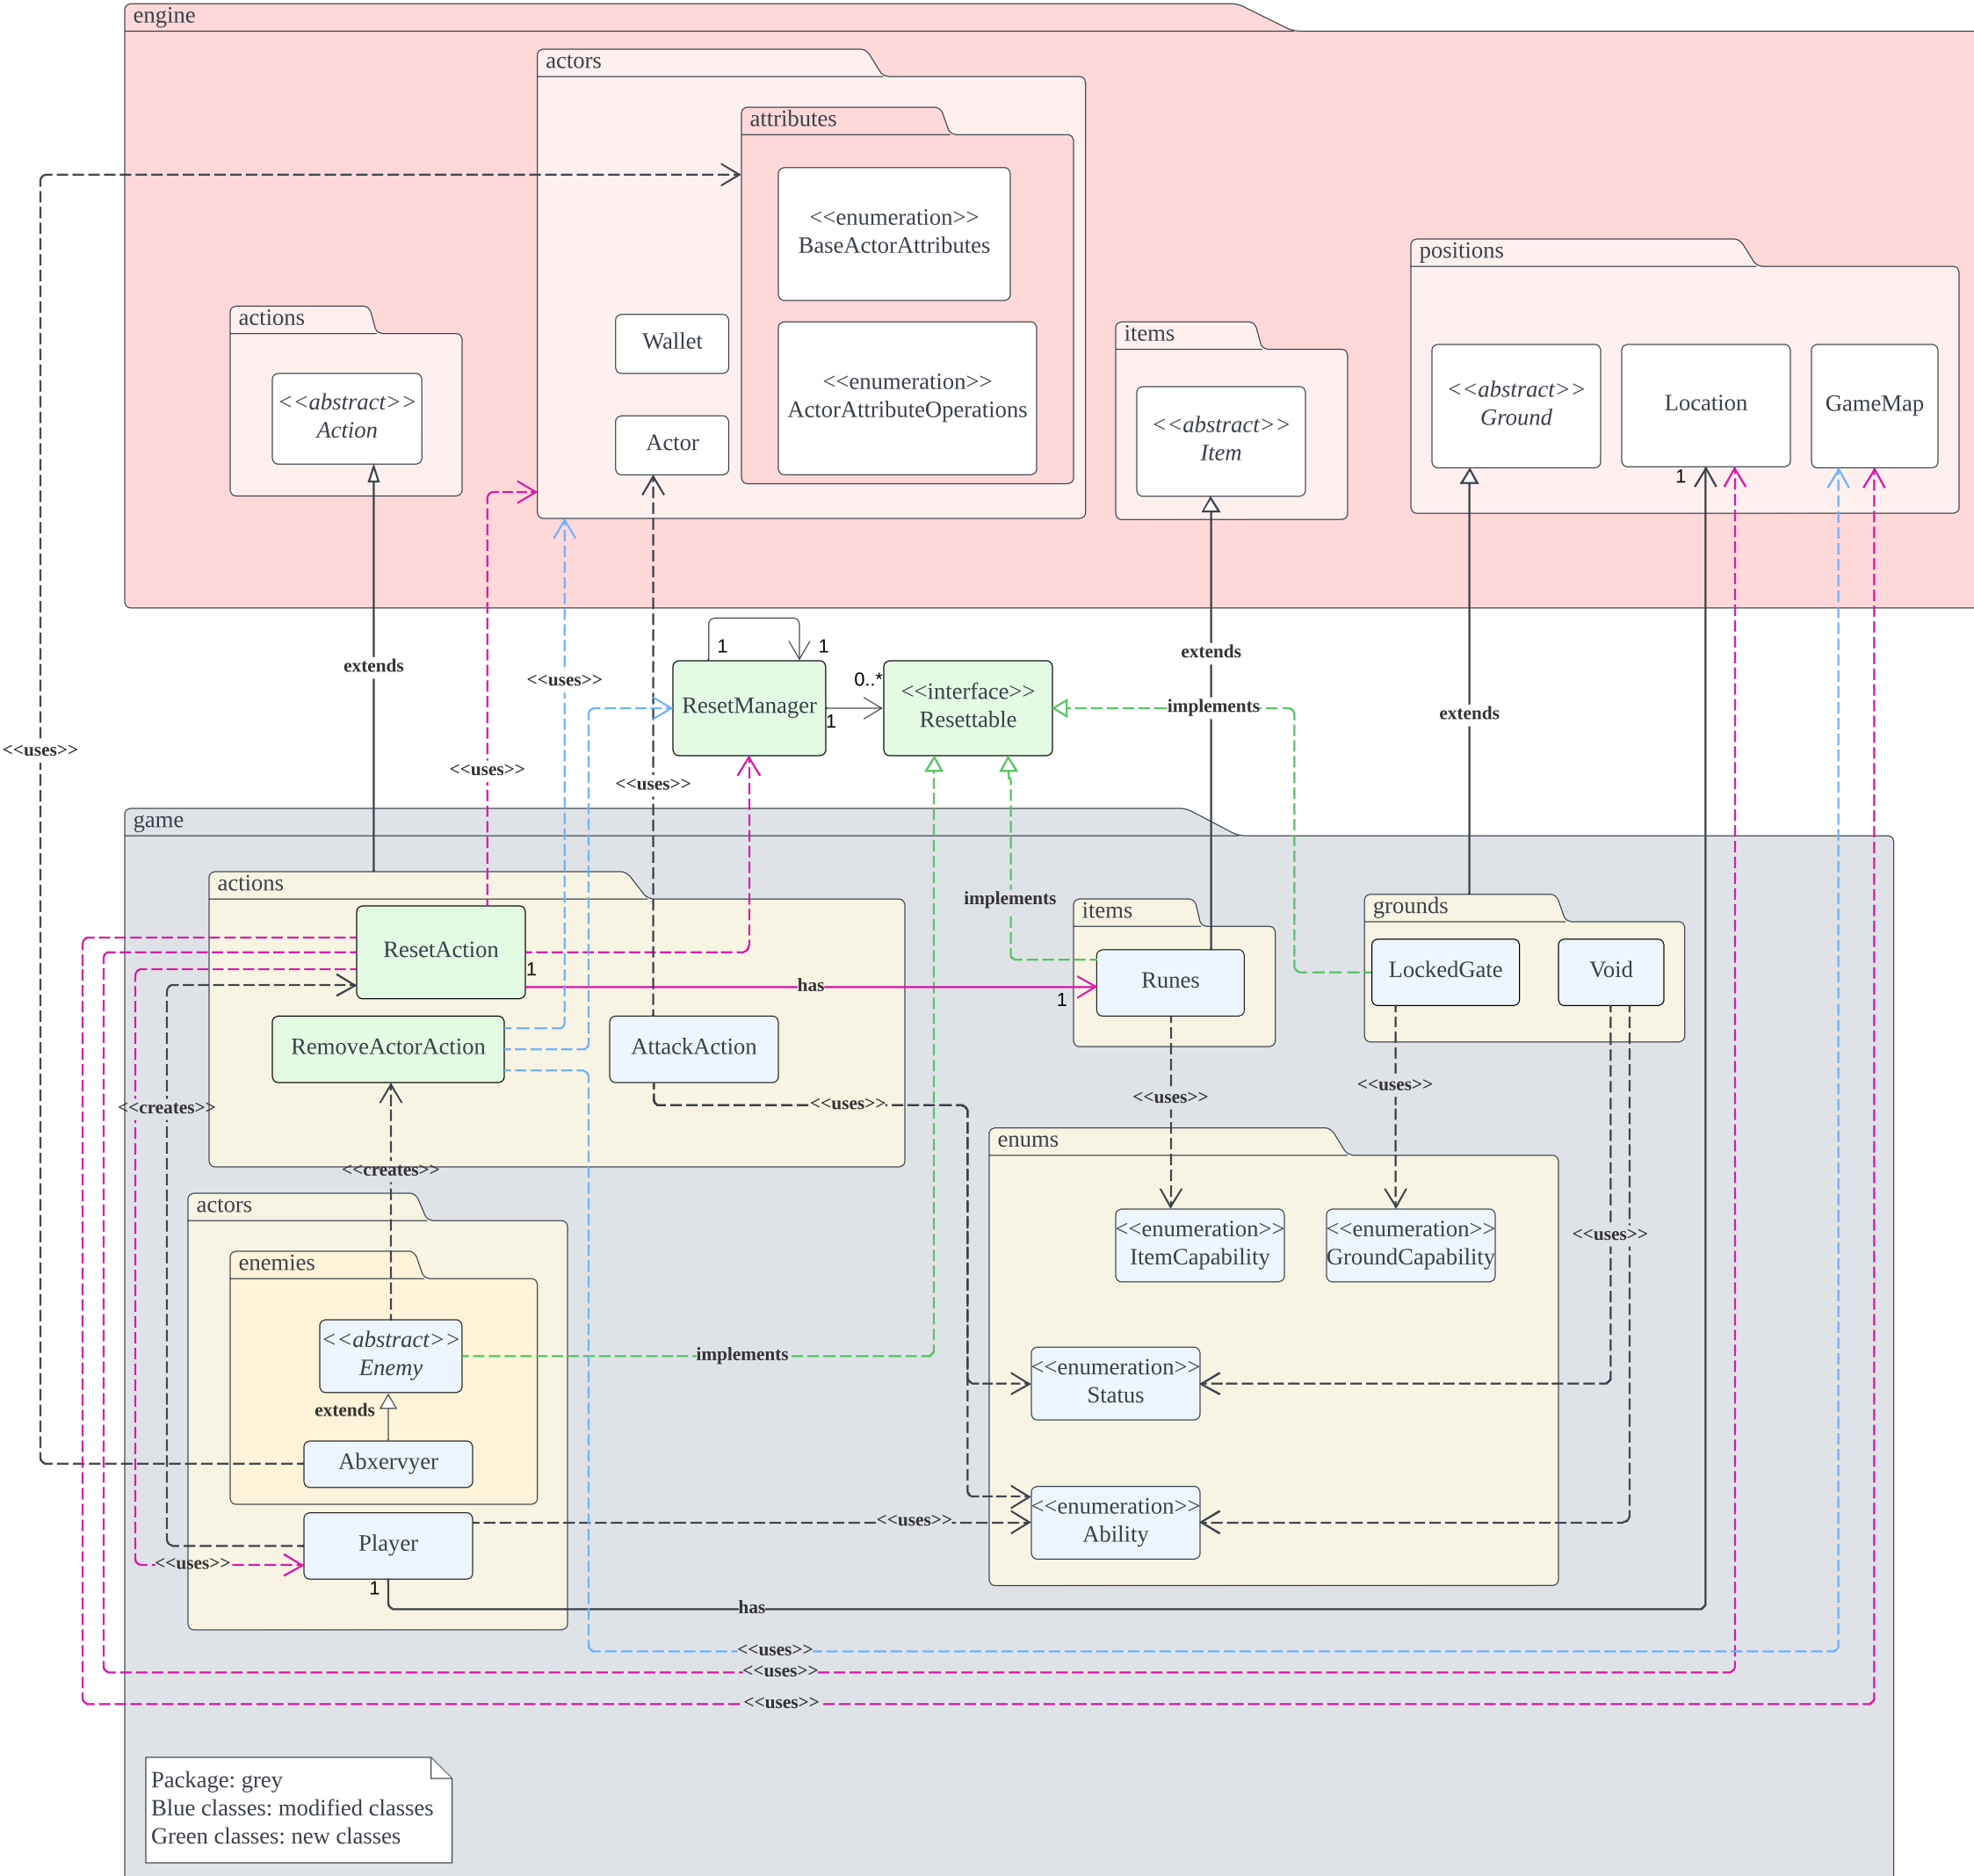 engine
actors
attributes
<<enumeration>>
BaseActorAttributes
positions
actions
Wallet
items
<<enumeration>>
ActorAttributeOperations
<<abstract>>
Action
Actor
<<abstract>>
Item
<<abstract>>
Ground
Location
GameMap
1
1
1
extends
<<uses>>
extends
0..*
ResetManager
<<interface>>
Resettable
1
implements
extends
<<uses>>
<<uses>>
<<uses>>
game
actions
implements
items
grounds
ResetAction
1
has
1
Runes
LockedGate
Void
RemoveActorAction
AttackAction
<<creates>>
<<uses>>
<<uses>>
<<uses>>
enums
<<creates>>
actors
<<enumeration>>
ItemCapability
<<enumeration>>
GroundCapability
<<uses>>
enemies
<<abstract>>
Enemy
implements
<<enumeration>>
Status
extends
Abxervyer
<<enumeration>>
Ability
<<uses>>
Player
<<uses>>
1
has
<<uses>>
<<uses>>
<<uses>>
Package: grey
Blue classes: modified classes
Green classes: new classes